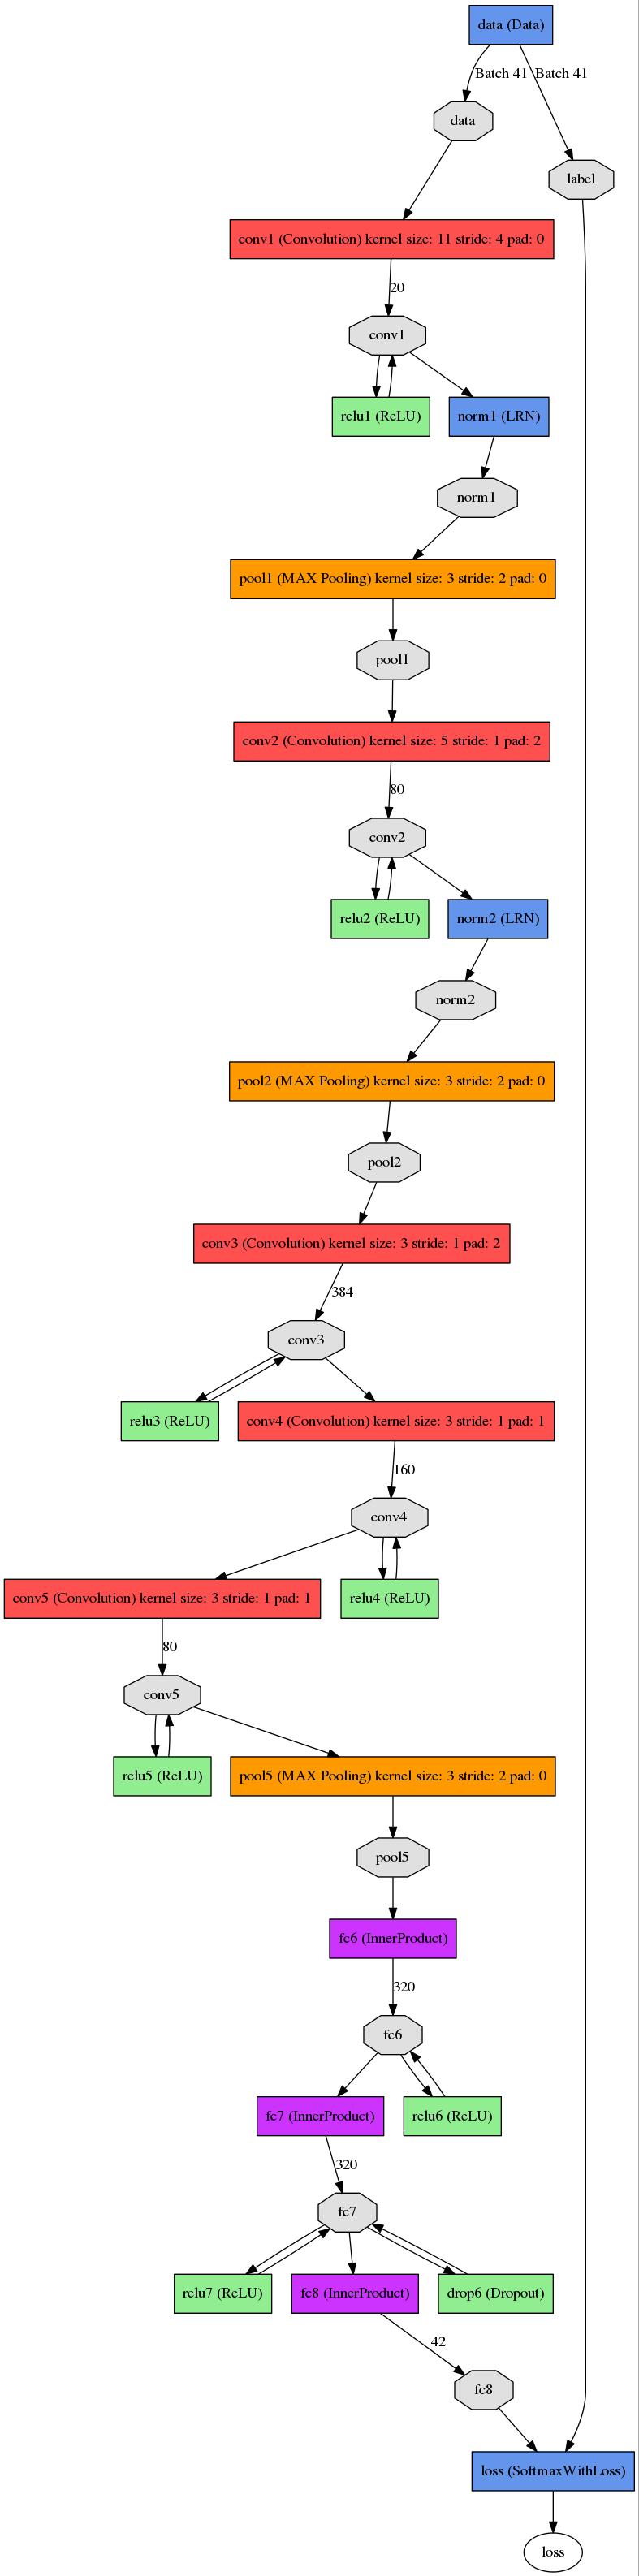 data (Data)
Batch 41
Batch 41
data
label
conv1 (Convolution) kernel size: 11 stride: 4 pad: 0
20
conv1
relu1 (ReLU)
norm1 (LRN)
norm1
pool1 (MAX Pooling) kernel size: 3 stride: 2 pad: 0
pool1
conv2 (Convolution) kernel size: 5 stride: 1 pad: 2
80
conv2
relu2 (ReLU)
norm2 (LRN)
norm2
pool2 (MAX Pooling) kernel size: 3 stride: 2 pad: 0
pool2
conv3 (Convolution) kernel size: 3 stride: 1 pad: 2
384
conv3
relu3 (ReLU)
conv4 (Convolution) kernel size: 3 stride: 1 pad: 1
160
conv4
conv5 (Convolution) kernel size: 3 stride: 1 pad: 1
relu4 (ReLU)
80
conv5
relu5 (ReLU)
pool5 (MAX Pooling) kernel size: 3 stride: 2 pad: 0
pool5
fc6 (InnerProduct)
320
fc6
fc7 (InnerProduct)
relu6 (ReLU)
320
fc7
relu7 (ReLU)
fc8 (InnerProduct)
drop6 (Dropout)
42
fc8
loss (SoftmaxWithLoss)
loss